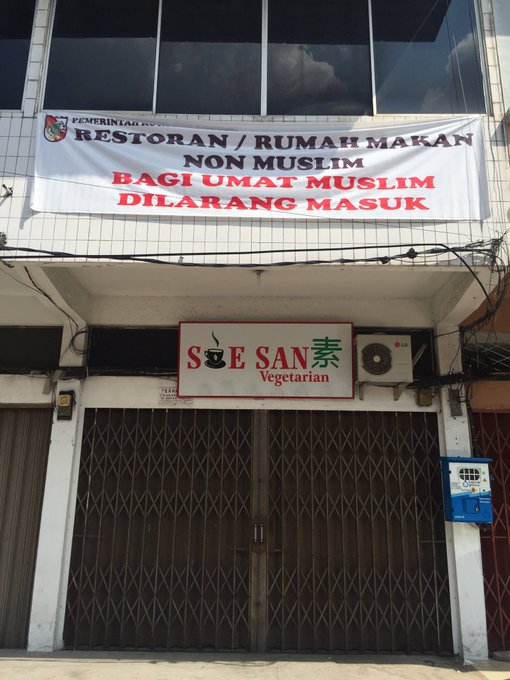 PEMERINTAH KOTA
RESTORAN / RUMAH MAKAN
NON MUSLIM
BAGI UMAT MUSLIM
DILARANG MASUK
SOE SAN 素
Vegetarian
LG